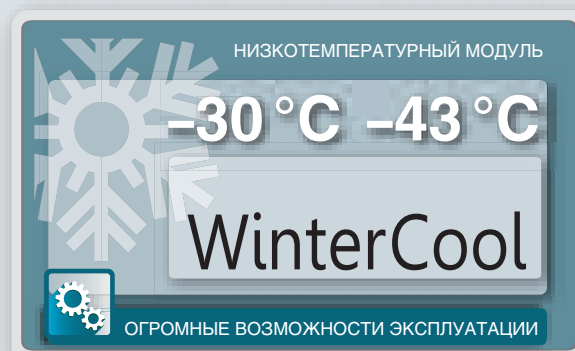 НИЗКОТЕМПЕРАТУРНЫЙ МОДУЛЬ
–30 °C –43 °C
WinterCool
ОГРОМНЫЕ ВОЗМОЖНОСТИ ЭКСПЛУАТАЦИИ